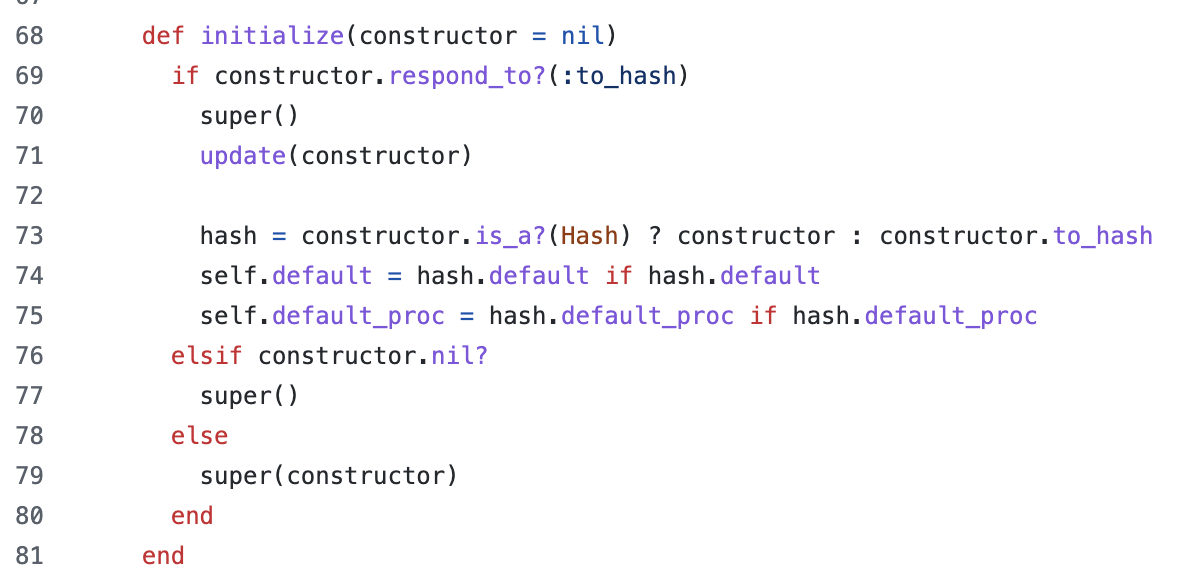 68 def initialize(constructor = nil)
69 if constructor.respond_to?(:to_hash)
70 super()
71 update(constructor)
72
73 hash = constructor.is_a?(Hash) ? constructor : constructor.to_hash
74 self.default = hash.default if hash.default
75 self.default_proc = hash.default_proc if hash.default_proc
76 elsif constructor.nil?
77 super()
78 else
79 super(constructor)
80 end
81 end